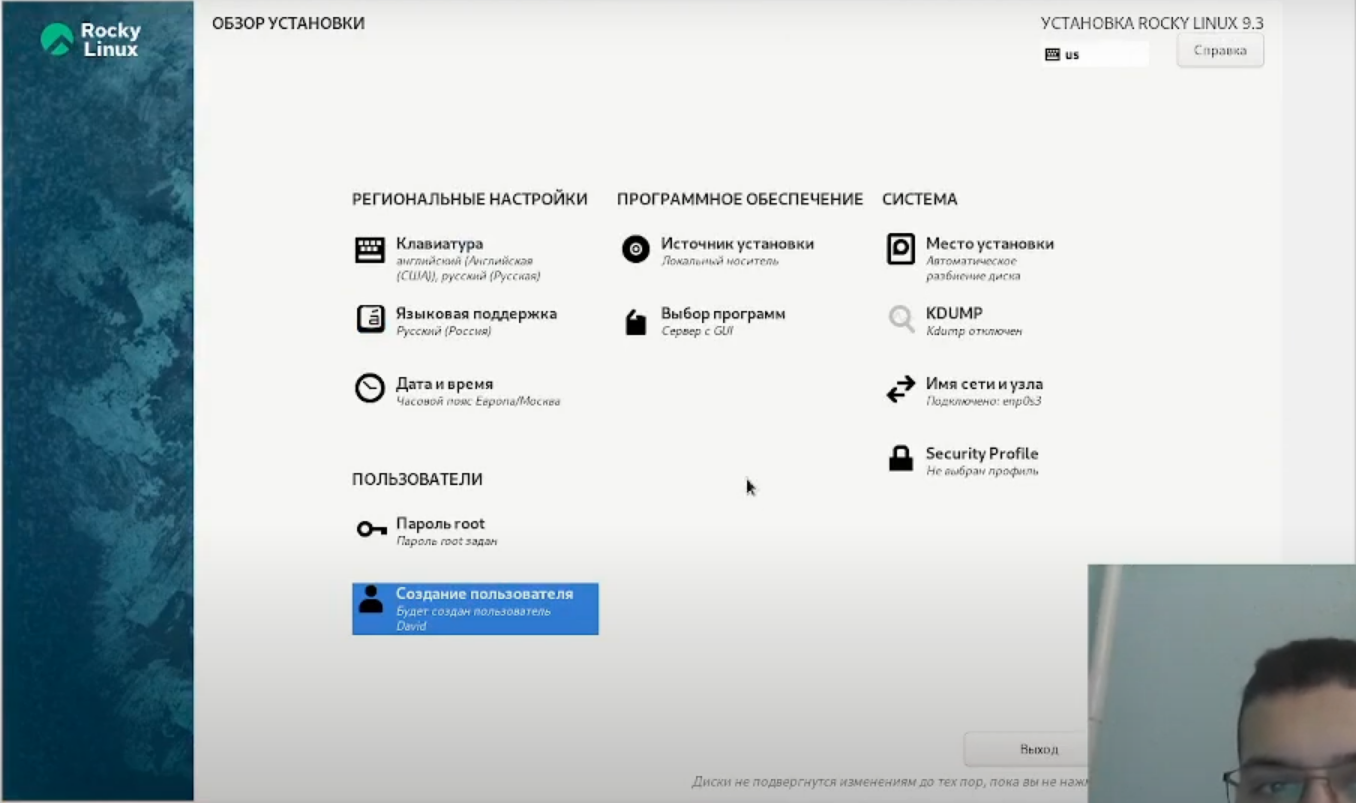 Rocky
Linux
ОБЗОР УСТАНОВКИ
УСТАНОВКА ROCKY LINUX 9.3
us
Справка
РЕГИОНАЛЬНЫЕ НАСТРОЙКИ
Клавиатура
английский (Английская
(США)), русский (Русская)
Языковая поддержка
Русский (Россия)
Дата и время
Часовой пояс Европа/Москва
ПРОГРАММНОЕ ОБЕСПЕЧЕНИЕ
Источник установки
Локальный носитель
Выбор программ
Сервер с GUI
СИСТЕМА
Место установки
Автоматическое
разбиение диска
KDUMP
Kdump отключен
Имя сети и узла
Подключено: enp0s3
Security Profile
Не выбран профиль
ПОЛЬЗОВАТЕЛИ
Пароль root
Пароль root задан
Создание пользователя
Будет создан пользователь
David
Выход
Диски не подвергнутся изменениям до тех пор, пока вы не